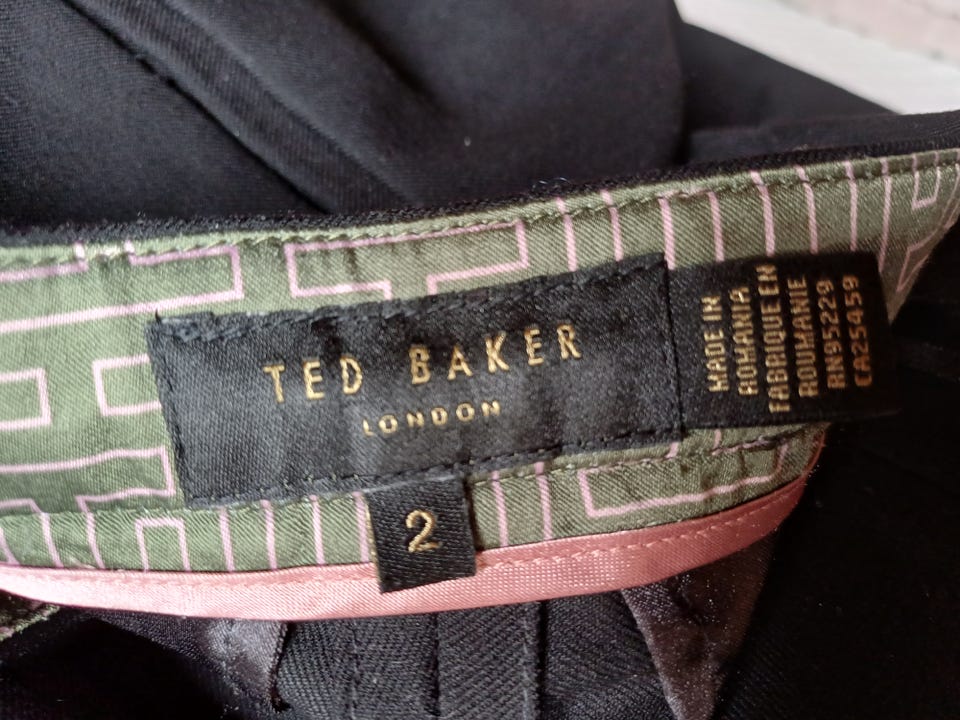 TED BAKER
LONDON
2
MADE IN
ROMANIA
FABRIQUE EN
ROUMANIE
RN95229
CA25459